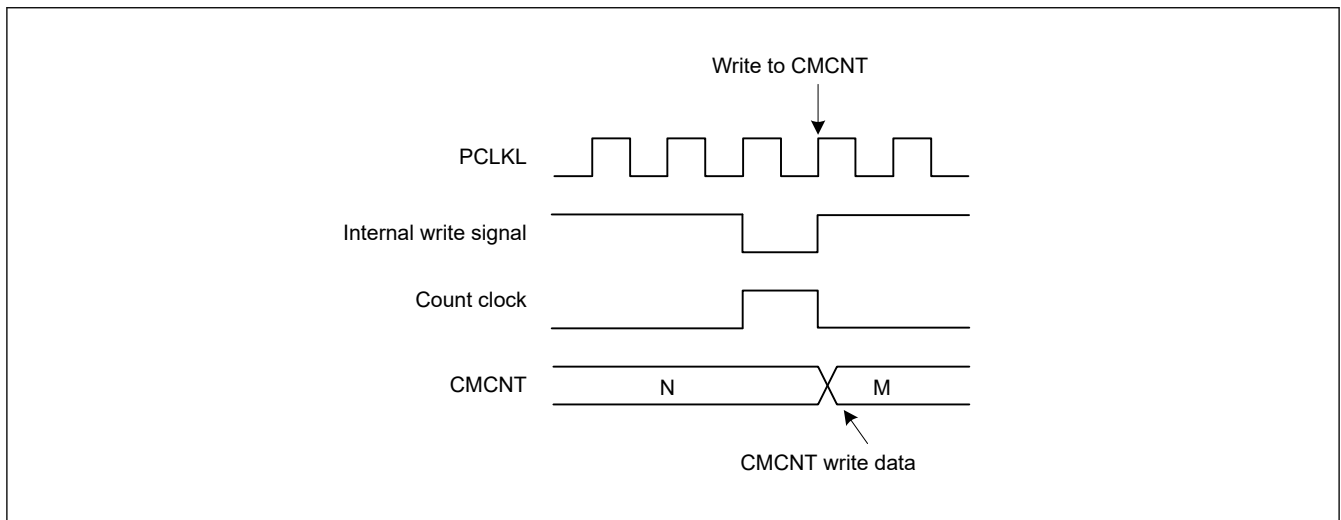 Write to CMCNT
PCLKL
Internal write signal
Count clock
CMCNT
N
M
CMCNT write data